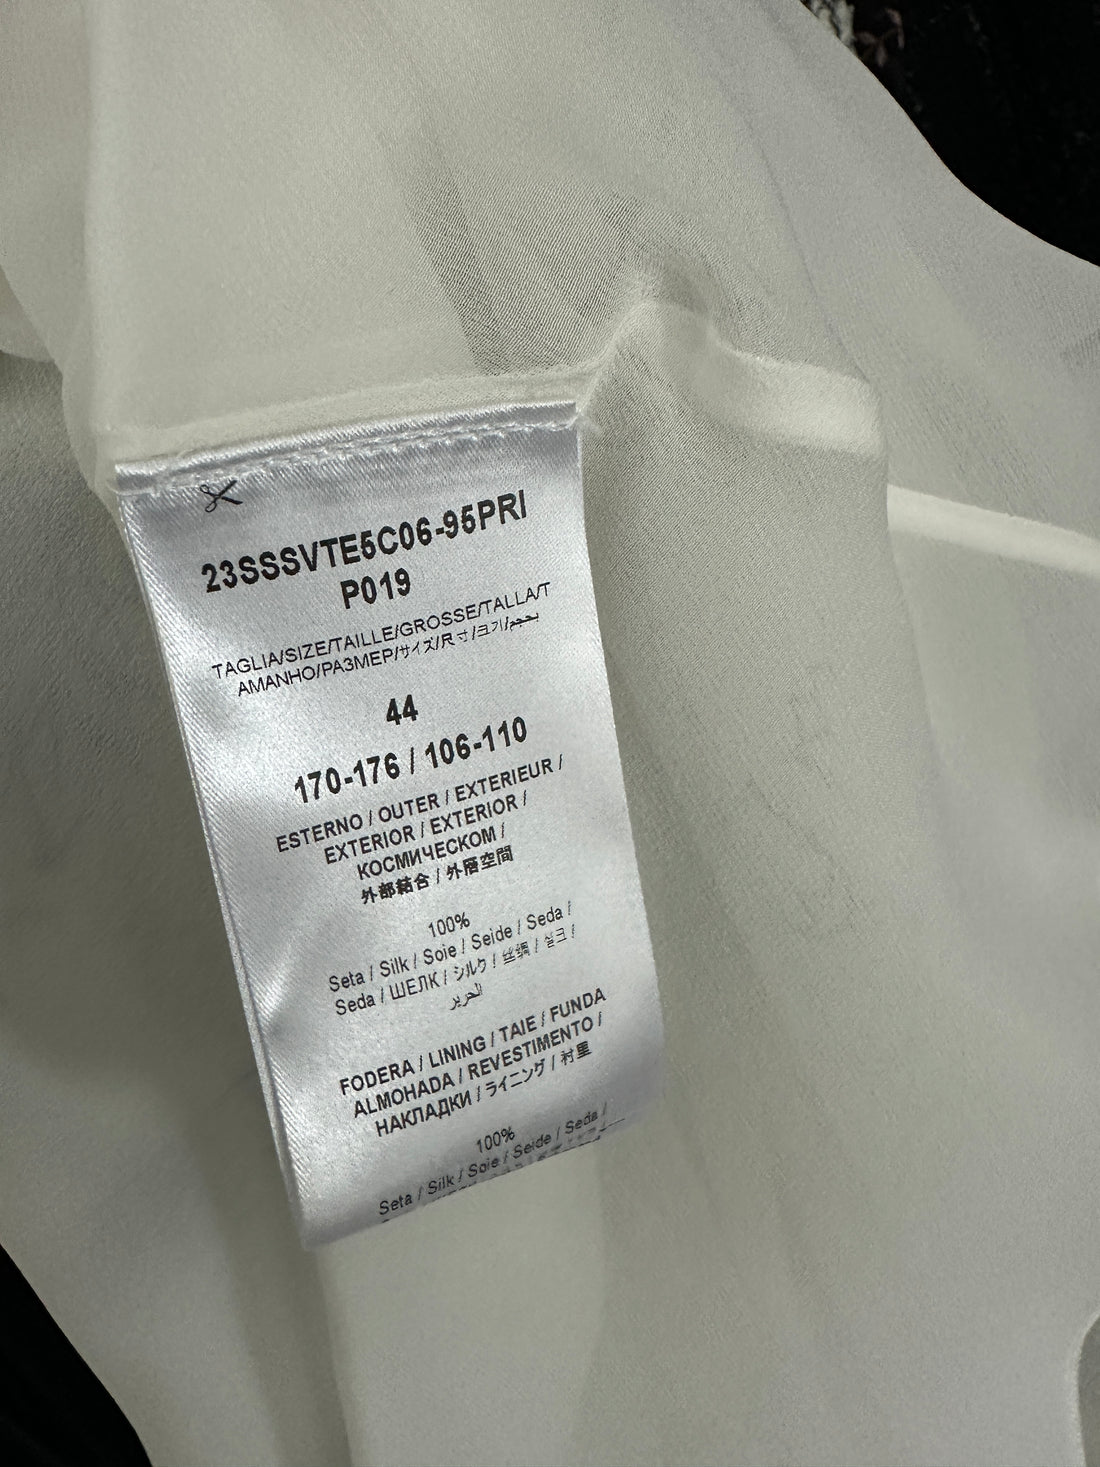 23SSSVTE5C06-95PRI
P019
TAGLIA/SIZE/TAILLE/GROSSE/TALLA/T
AMANHO/РАЗМЕР/サイズ/尺寸/크기/بحجم
44
170-176 / 106-110
ESTERNO / OUTER / EXTERIEUR /
EXTERIOR / EXTERIOR /
КОСМИЧЕСКОМ /
外部結合 / 外層空間
100%
Seta / Silk / Soie / Seide / Seda /
Seda / ШЕЛК / シルク / 丝绸 / 실크 /
الحرير
FODERA / LINING / TAIE / FUNDA
ALMOHADA / REVESTIMENTO /
НАКЛАДКИ / ライニング / 衬里
100%
Seta / Silk / Soie / Seide / Seda /